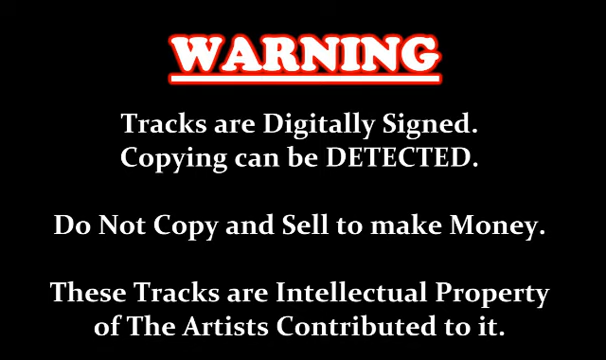 WARNING
Tracks are Digitally Signed.
Copying can be DETECTED.
Do Not Copy and Sell to make Money.
These Tracks are Intellectual Property
of The Artists Contributed to it.